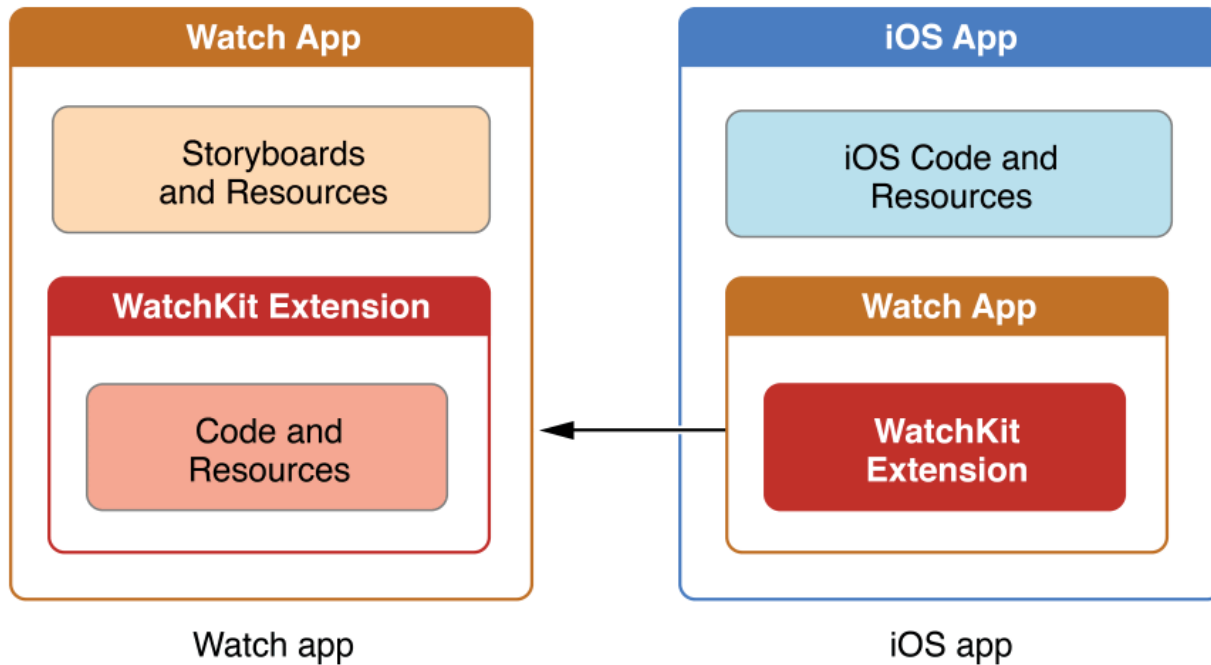 Watch App
Storyboards
and Resources
WatchKit Extension
Code and
Resources
Watch app
iOS App
iOS Code and
Resources
Watch App
WatchKit
Extension
iOS app